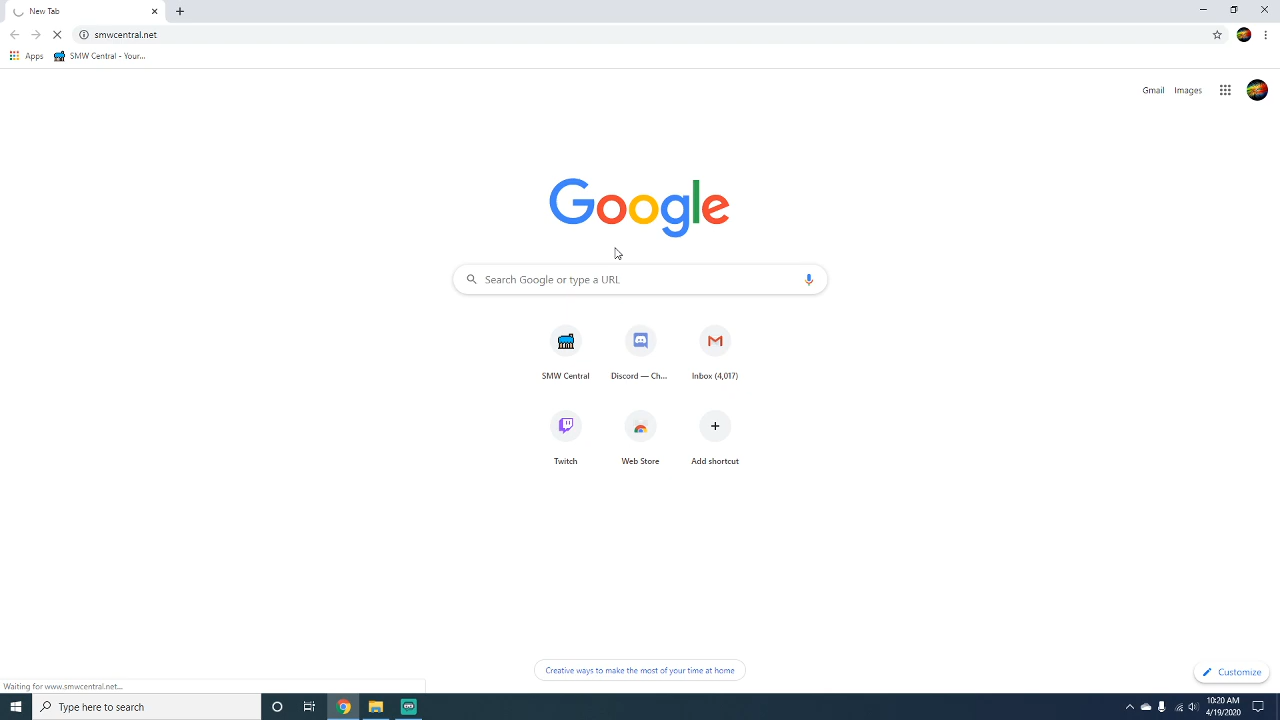 New Tab
smwcentral.net
Apps
SMW Central - Your...
Gmail
Images
Google
Search Google or type a URL
SMW Central
Discord — Ch...
Inbox (4,017)
Twitch
Web Store
Add shortcut
Creative ways to make the most of your time at home
Customize
Waiting for www.smwcentral.net...
Type here to search
10:20 AM
4/19/2020